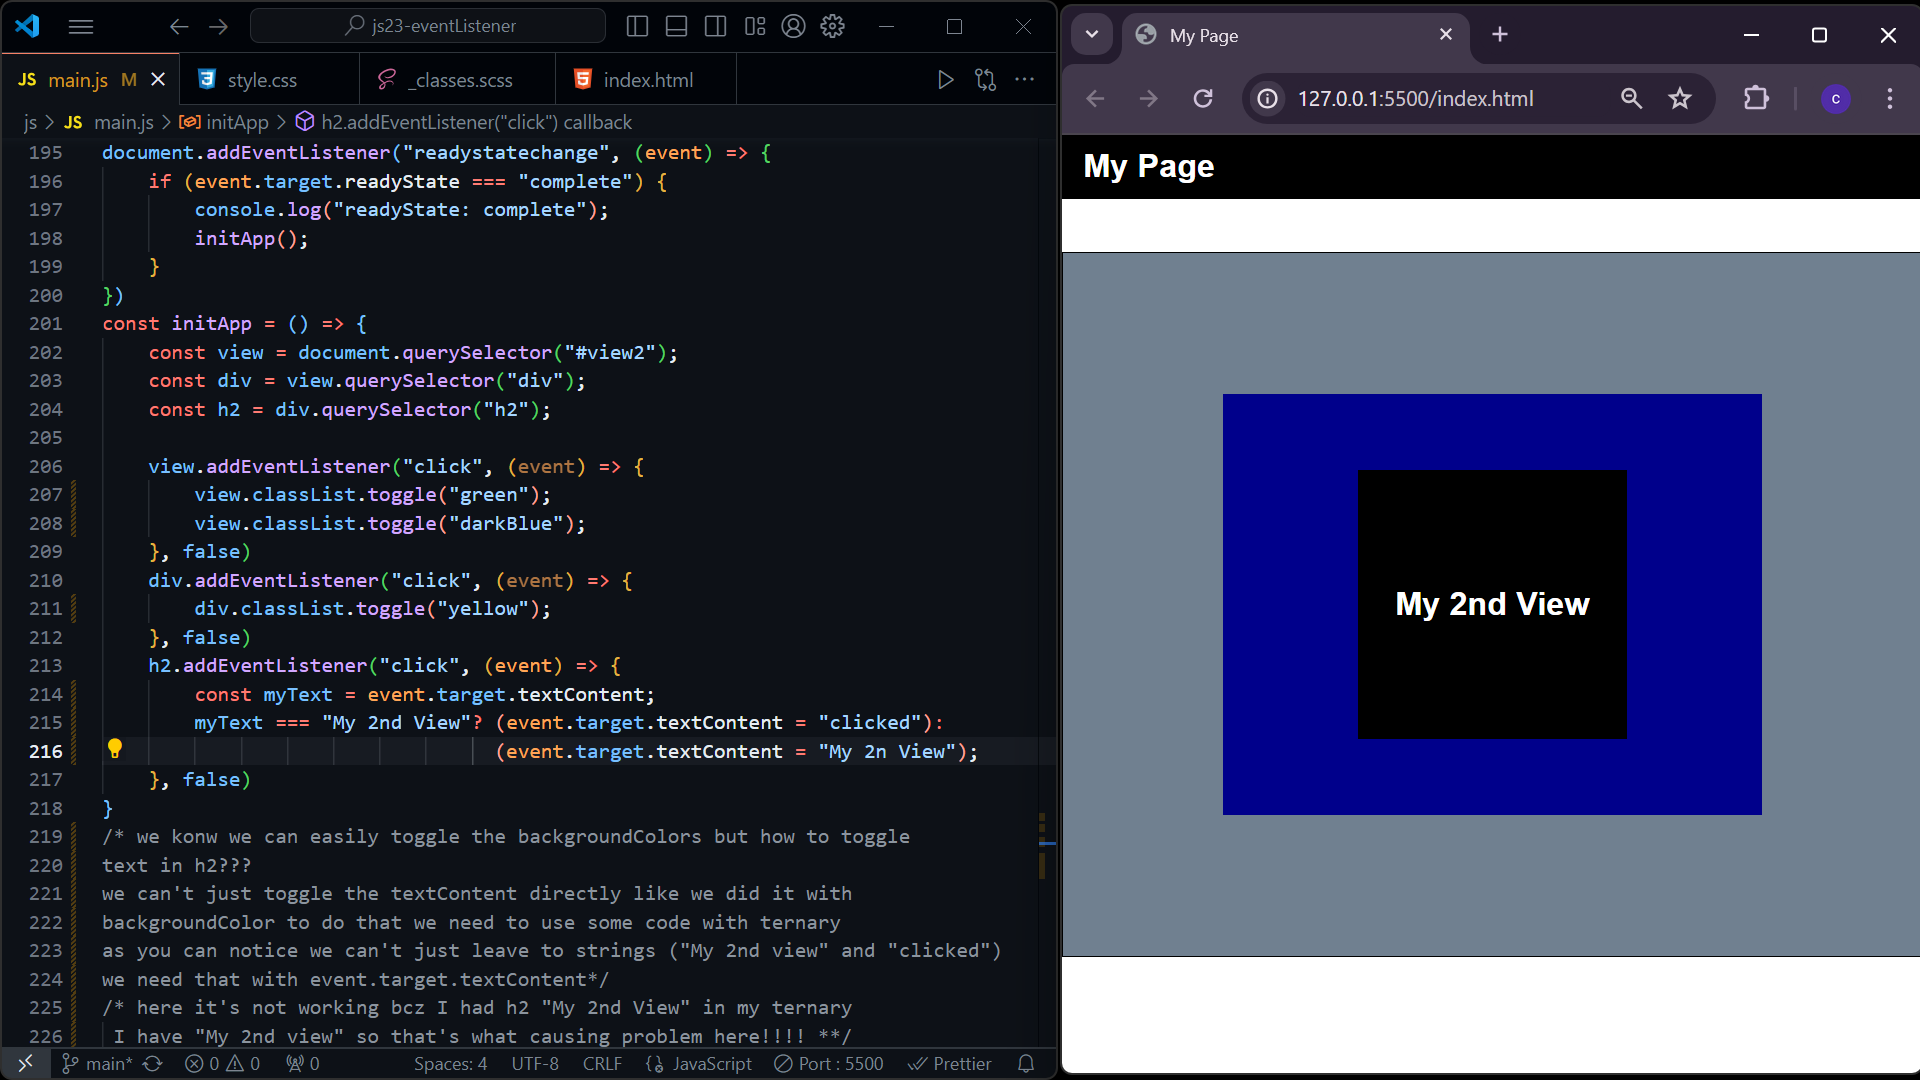 js23-eventListener
JS main.js M
style.css
_classes.scss
index.html
js > JS main.js > initApp > h2.addEventListener("click") callback
195 document.addEventListener("readystatechange", (event) => {
196 if (event.target.readyState === "complete") {
197 console.log("readyState: complete");
198 initApp();
199 }
200 })
201 const initApp = () => {
202 const view = document.querySelector("#view2");
203 const div = view.querySelector("div");
204 const h2 = div.querySelector("h2");
205
206 view.addEventListener("click", (event) => {
207 view.classList.toggle("green");
208 view.classList.toggle("darkBlue");
209 }, false)
210 div.addEventListener("click", (event) => {
211 div.classList.toggle("yellow");
212 }, false)
213 h2.addEventListener("click", (event) => {
214 const myText = event.target.textContent;
215 myText === "My 2nd View"? (event.target.textContent = "clicked"):
216 (event.target.textContent = "My 2n View");
217 }, false)
218 }
219 /* we konw we can easily toggle the backgroundColors but how to toggle
220 text in h2???
221 we can't just toggle the textContent directly like we did it with
222 backgroundColor to do that we need to use some code with ternary
223 as you can notice we can't just leave to strings ("My 2nd view" and "clicked")
224 we need that with event.target.textContent*/
225 /* here it's not working bcz I had h2 "My 2nd View" in my ternary
226 I have "My 2nd view" so that's what causing problem here!!!! **/
main* 0 0 0 Spaces: 4 UTF-8 CRLF JavaScript Port : 5500 Prettier
My Page
127.0.0.1:5500/index.html
c
My Page
My 2nd View